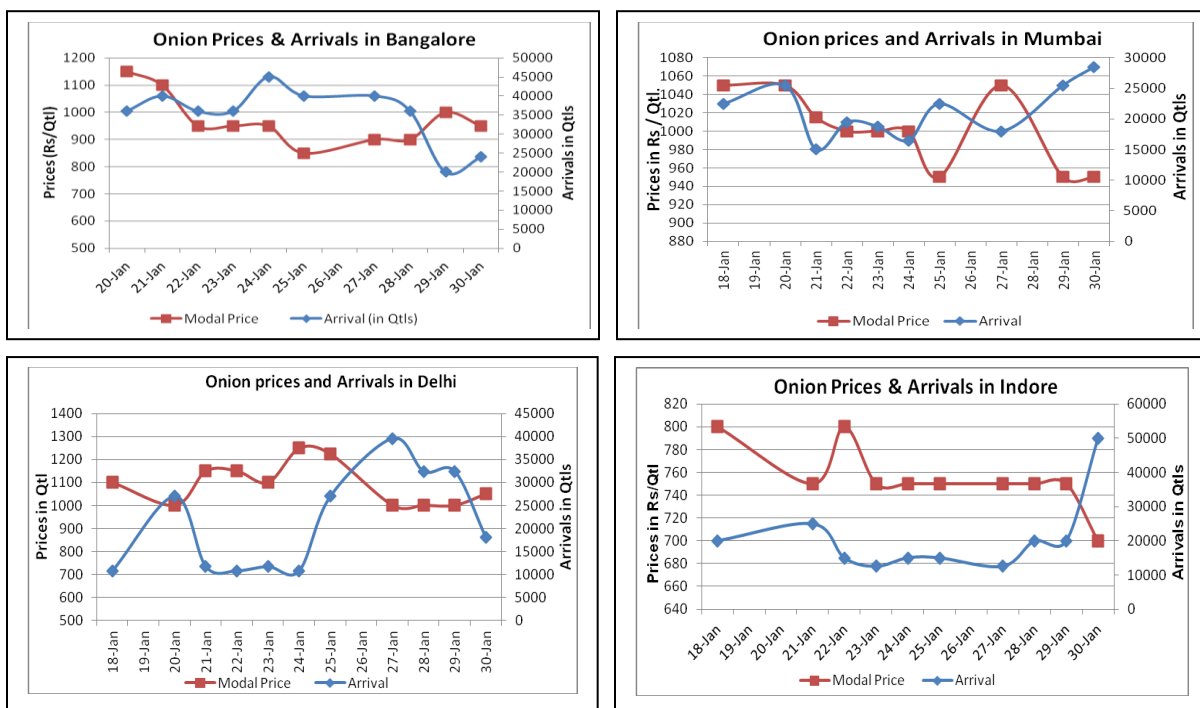 Onion Prices & Arrivals in Bangalore
Prices (Rs/Qtl)
1200
1100
1000
900
800
700
600
500
50000
45000
40000
35000
30000
25000
20000
15000
10000
5000
0
Arrivals in Qtls
20-Jan
21-Jan
22-Jan
23-Jan
24-Jan
25-Jan
26-Jan
27-Jan
28-Jan
29-Jan
30-Jan
Modal Price
Arrival (in Qtls)
Onion prices and Arrivals in Mumbai
Prices in Rs / Qtl.
1080
1060
1040
1020
1000
980
960
940
920
900
880
30000
25000
20000
15000
10000
5000
0
Arrivals in Qtls
18-Jan
19-Jan
20-Jan
21-Jan
22-Jan
23-Jan
24-Jan
25-Jan
26-Jan
27-Jan
28-Jan
29-Jan
30-Jan
Modal Price
Arrival
Onion prices and Arrivals in Delhi
Prices in Qtl
1400
1300
1200
1100
1000
900
800
700
600
500
45000
40000
35000
30000
25000
20000
15000
10000
5000
0
Arrivals in Qtls
18-Jan
19-Jan
20-Jan
21-Jan
22-Jan
23-Jan
24-Jan
25-Jan
26-Jan
27-Jan
28-Jan
29-Jan
30-Jan
Modal Price
Arrival
Onion Prices & Arrivals in Indore
Prices in Rs/Qtl
820
800
780
760
740
720
700
680
660
640
60000
50000
40000
30000
20000
10000
0
Arrivals in Qtls
18-Jan
19-Jan
20-Jan
21-Jan
22-Jan
23-Jan
24-Jan
25-Jan
26-Jan
27-Jan
28-Jan
29-Jan
30-Jan
Modal Price
Arrival